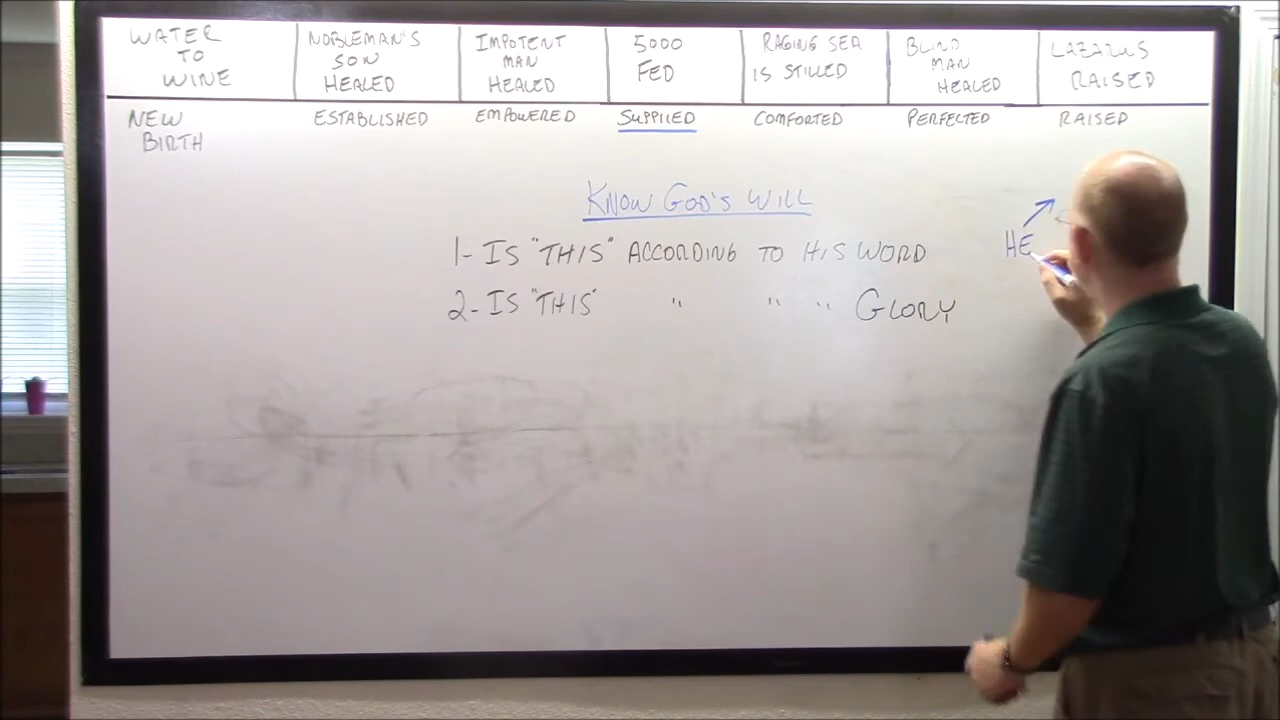 WATER
TO
WINE
NOBLEMAN'S
SON
HEALED
IMPOTENT
MAN
HEALED
5000
FED
RAGING SEA
IS STILLED
BLIND
MAN
HEALED
LAZARUS
RAISED
NEW
BIRTH
ESTABLISHED
EMPOWERED
SUPPLIED
COMFORTED
PERFECTED
RAISED
KNOW GOD'S WILL
1- IS "THIS" ACCORDING TO HIS WORD
2- IS "THIS" " " " GLORY
HE